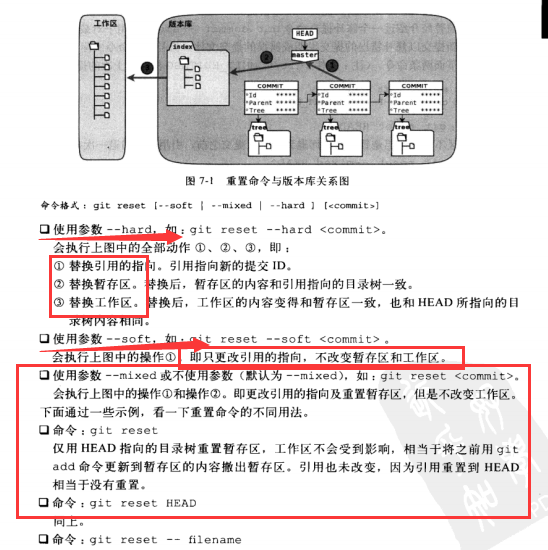 工作区
版本库
HEAD
index
master
③
②
①
COMMIT
COMMIT
COMMIT
*Id *****
*Id *****
*Id *****
*Parent *****
*Parent *****
*Parent *****
*Tree *****
*Tree *****
*Tree *****
tree
tree
tree
图 7-1 重置命令与版本库关系图
命令格式：git reset [--soft | --mixed | --hard ] [<commit>]
❑使用参数 --hard，如：git reset --hard <commit>。
会执行上图中的全部动作 ①、②、③，即：
① 替换引用的指向。引用指向新的提交 ID。
② 替换暂存区。替换后，暂存区的内容和引用指向的目录树一致。
③ 替换工作区。替换后，工作区的内容变得和暂存区一致，也和 HEAD 所指向的目
录树内容相同。
❑使用参数 --soft，如：git reset --soft <commit> 。
会执行上图中的操作①，即只更改引用的指向，不改变暂存区和工作区。
❑使用参数 --mixed 或不使用参数（默认为 --mixed），如：git reset <commit>。
会执行上图中的操作①和操作②。即更改引用的指向及重置暂存区，但是不改变工作区。
下面通过一些示例，看一下重置命令的不同用法。
❑命令：git reset
仅用 HEAD 指向的目录树重置暂存区，工作区不会受到影响，相当于将之前用 git
add 命令更新到暂存区的内容撤出暂存区。引用也未改变，因为引用重置到 HEAD
相当于没有重置。
❑命令：git reset HEAD
同上。
❑命令：git reset -- filename